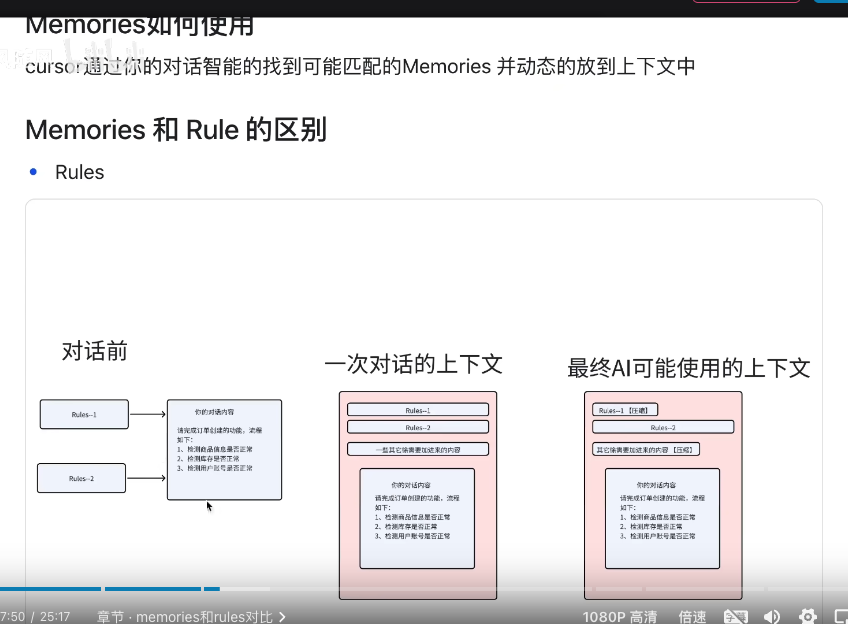 Memories如何使用
cursor通过你的对话智能的找到可能匹配的Memories 并动态的放到上下文中
Memories 和 Rule 的区别
Rules
对话前
一次对话的上下文
最终AI可能使用的上下文
Rules--1
Rules--2
你的对话内容
请完成订单创建的功能，流程
如下：
1、检测商品信息是否正常
2、检测库存是否正常
3、检测用户账号是否正常
Rules--1
Rules--2
一些其它徐需要加进来的内容
你的对话内容
请完成订单创建的功能，流程
如下：
1、检测商品信息是否正常
2、检测库存是否正常
3、检测用户账号是否正常
Rules--1 【压缩】
Rules--2
其它徐需要加进来的内容 【压缩】
你的对话内容
请完成订单创建的功能，流程
如下：
1、检测商品信息是否正常
2、检测库存是否正常
3、检测用户账号是否正常
7:50 / 25:17
章节 · memories和rules对比
1080P 高清
倍速